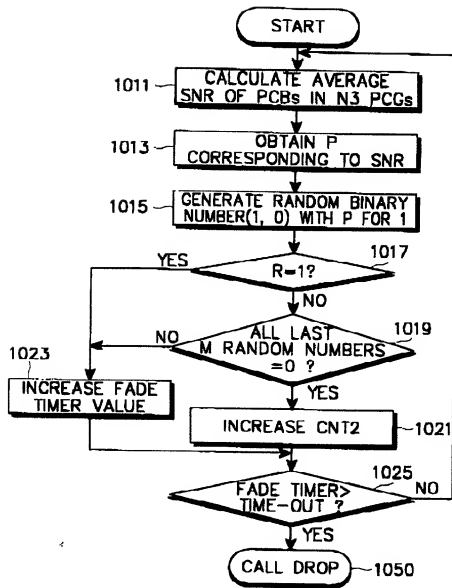 START
1011
CALCULATE AVERAGE
SNR OF PCBs IN N3 PCGs
1013
OBTAIN P
CORRESPONDING TO SNR
1015
GENERATE RANDOM BINARY
NUMBER(1, 0) WITH P FOR 1
1017
YES
R=1?
NO
1019
NO
ALL LAST
M RANDOM NUMBERS
=0 ?
1023
YES
INCREASE FADE
TIMER VALUE
INCREASE CNT2
1021
1025
FADE TIMER>
TIME-OUT ?
NO
YES
CALL DROP
1050